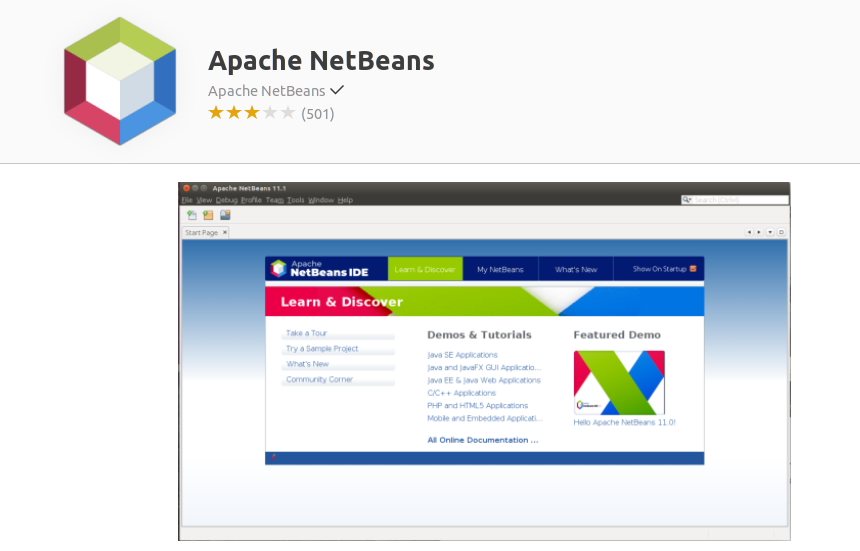 Apache NetBeans
Apache NetBeans
(501)
Apache NetBeans 11.1
File View Debug Profile Team Tools Window Help
Search (Ctrl+I)
Start Page
Apache
NetBeans IDE
Learn & Discover
My NetBeans
What's New
Show On Startup
Learn & Discover
Take a Tour
Try a Sample Project
What's New
Community Corner
Demos & Tutorials
Java SE Applications
Java and JavaFX GUI Applicatio...
Java EE & Java Web Applications
C/C++ Applications
PHP and HTML5 Applications
Mobile and Embedded Applicati...
All Online Documentation ...
Featured Demo
Hello Apache NetBeans 11.0!